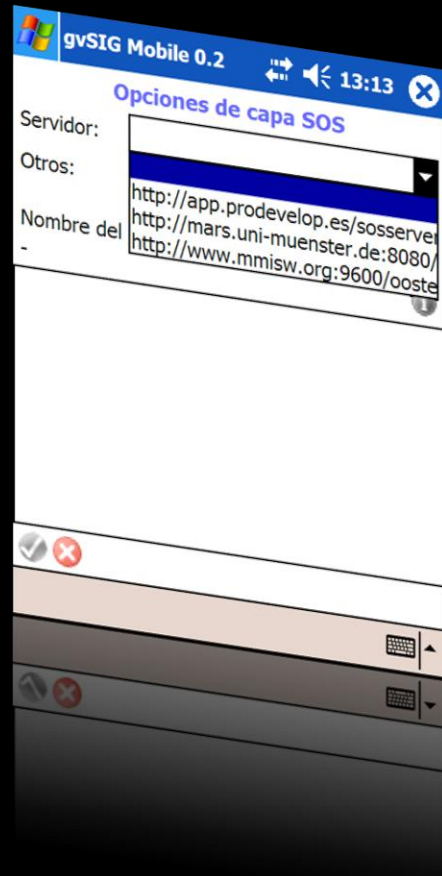 gvSIG Mobile 0.2 13:13
Opciones de capa SOS
Servidor:
Otros:
http://app.prodevelop.es/sosserver
http://mars.uni-muenster.de:8080/
Nombre del
http://www.mmisw.org:9600/ooste
-